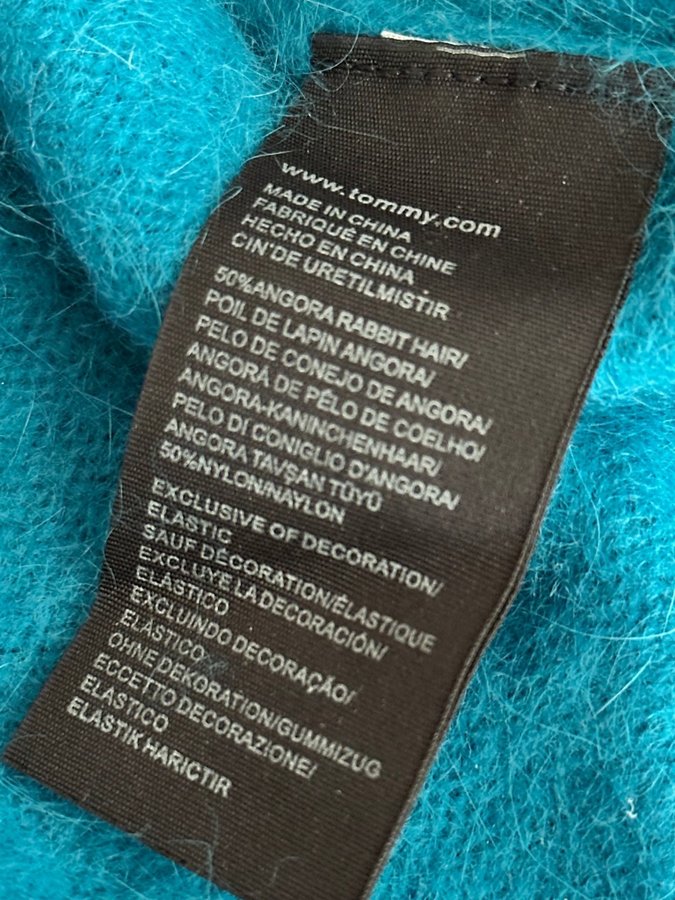 www.tommy.com
MADE IN CHINA
FABRIQUÉ EN CHINE
HECHO EN CHINA
CIN'DE URETILMISTIR
50%ANGORA RABBIT HAIR/
POIL DE LAPIN ANGORA/
PELO DE CONEJO DE ANGORA/
ANGORÁ DE PÊLO DE COELHO/
ANGORA-KANINCHENHAAR/
PELO DI CONIGLIO D'ANGORA/
ANGORA TAVŞAN TÜYÜ
50%NYLON/NAYLON
EXCLUSIVE OF DECORATION/
ELASTIC
SAUF DÉCORATION/ÉLASTIQUE
EXCLUYE LA DECORACIÓN/
ELÁSTICO
EXCLUINDO DECORAÇÃO/
ELÁSTICO
OHNE DEKORATION/GUMMIZUG
ECCETTO DECORAZIONE/
ELASTICO
ELASTIK HARICTIR